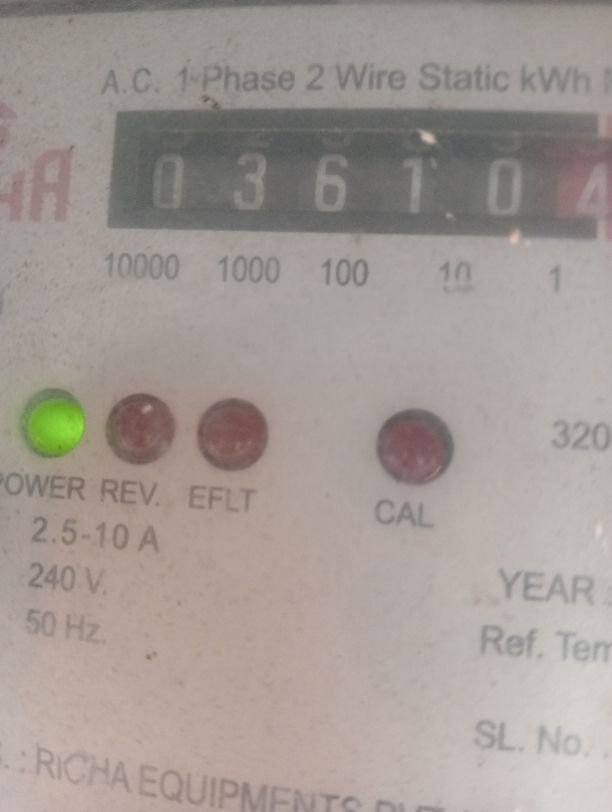 A.C. 1-Phase 2 Wire Static kWh
0 3 6 1 0 4
10000 1000 100 10 1
320
POWER REV. EFLT CAL
2.5-10 A
240 V.
50 Hz.
YEAR
Ref. Tem
SL. No.
RICHA EQUIPMENTS PVT